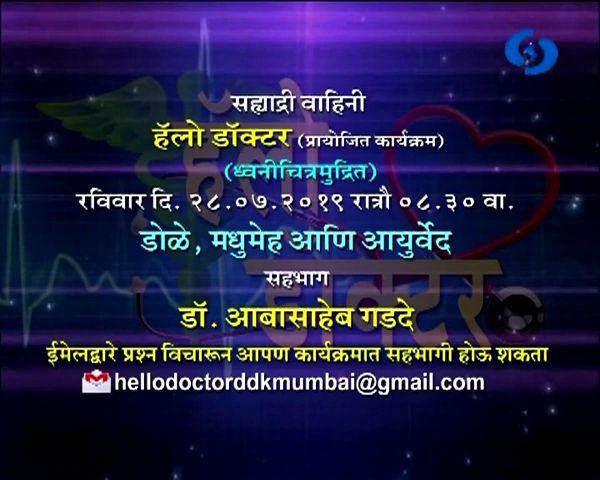 सह्याद्री वाहिनी
हॅलो डॉक्टर (प्रायोजित कार्यक्रम)
(ध्वनीचित्रमुद्रित)
रविवार दि. २८.०७.२०१९ रात्रौ ०८.३० वा.
डोळे, मधुमेह आणि आयुर्वेद
सहभाग
डॉ. आबासाहेब गडदे
ईमेलद्वारे प्रश्न विचारून आपण कार्यक्रमात सहभागी होऊ शकता
hellodoctorddkmumbai@gmail.com
हॅलो
डॉक्टर